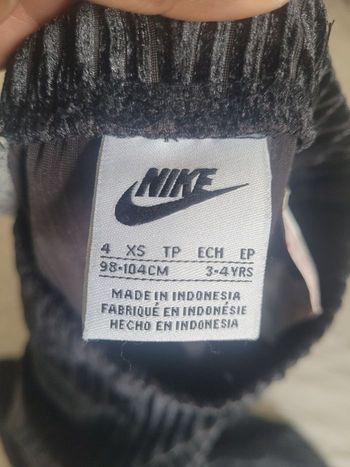 NIKE
4 XS TP ECH EP
98-104CM 3-4YRS
MADE IN INDONESIA
FABRIQUÉ EN INDONÉSIE
HECHO EN INDONESIA